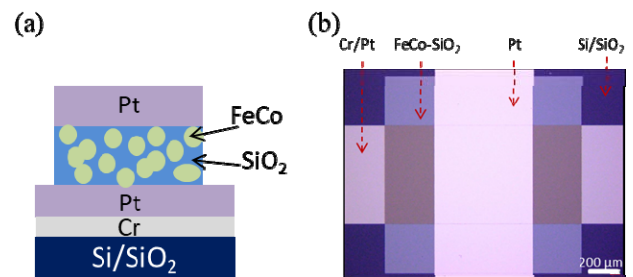 (a)
Pt
FeCo
SiO₂
Pt
Cr
Si/SiO₂
(b)
Cr/Pt FeCo-SiO₂ Pt Si/SiO₂
200 μm